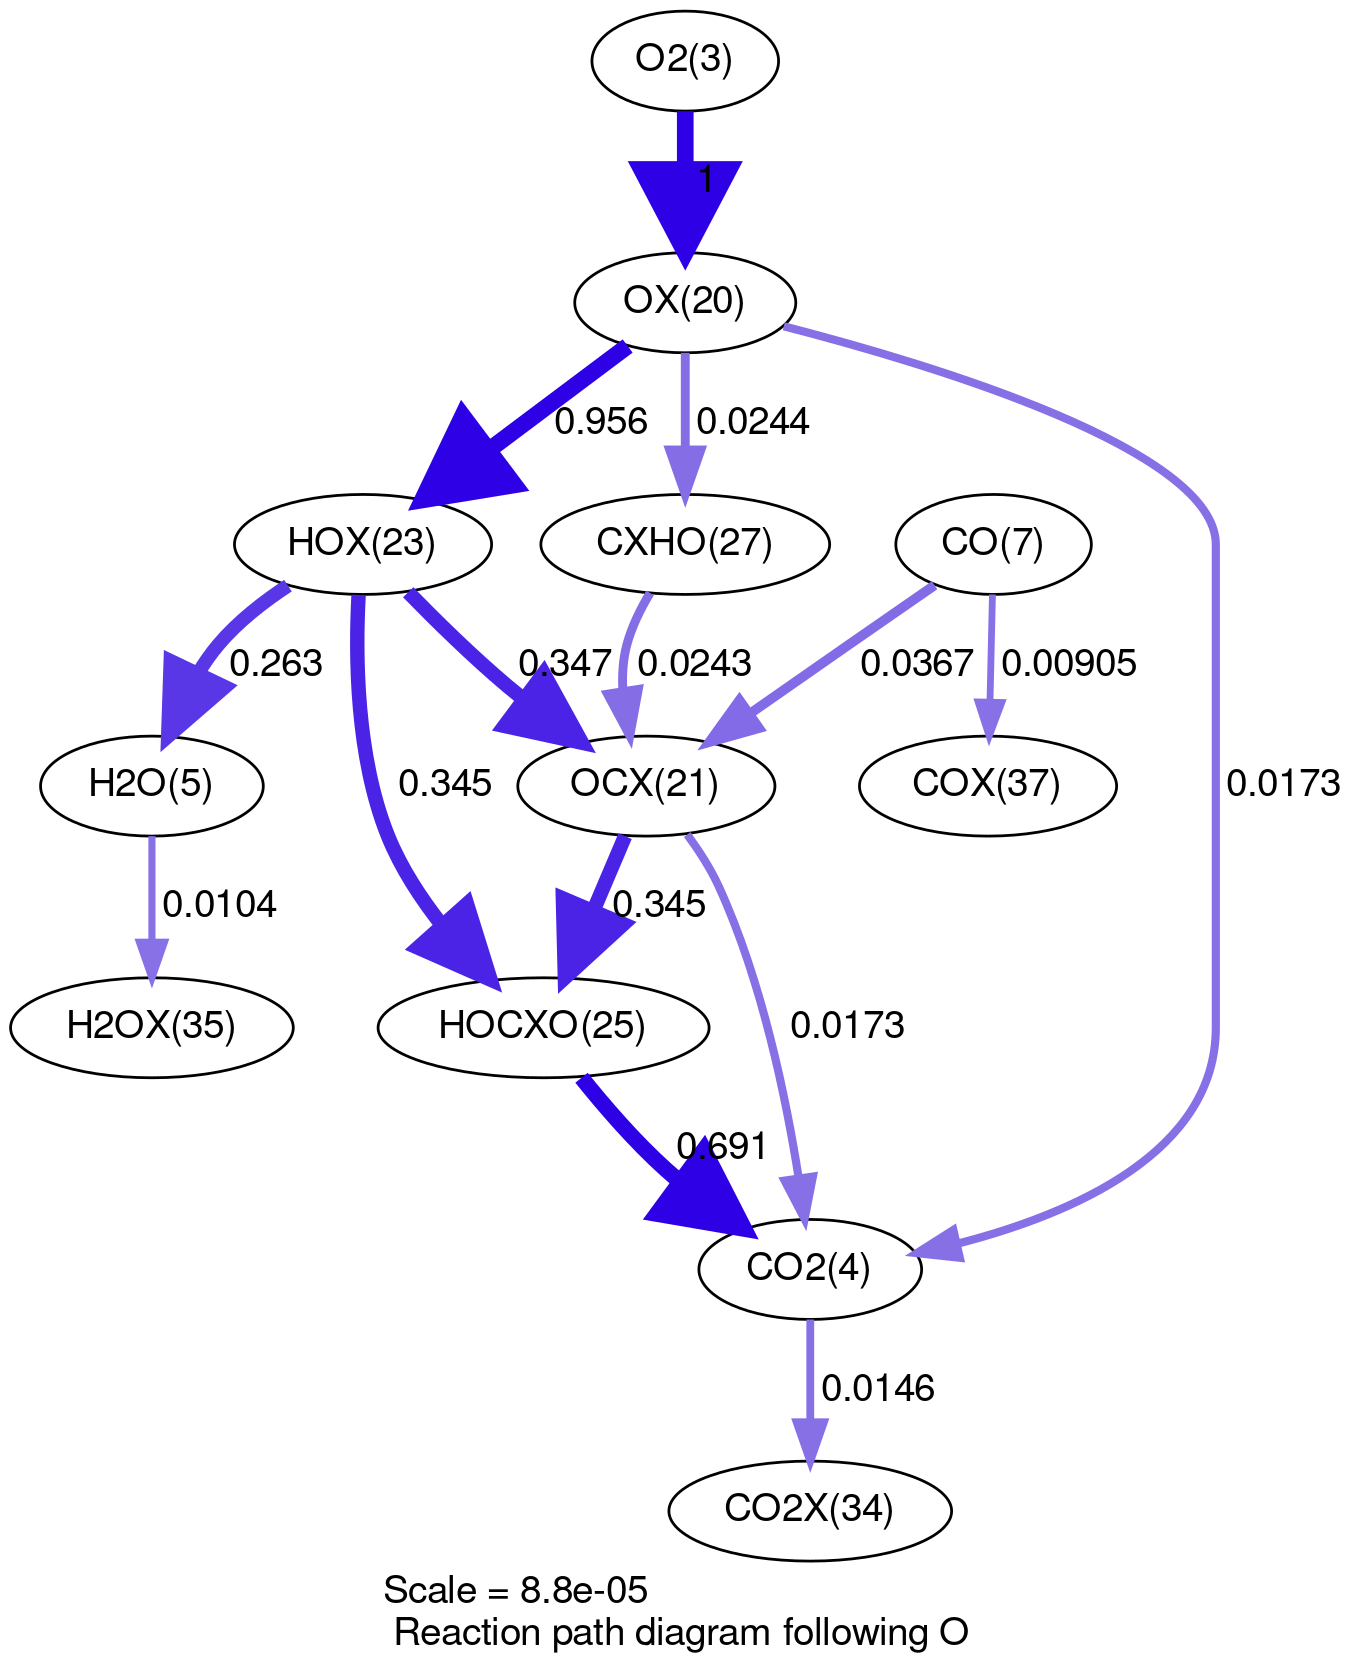 O2(3)
1
OX(20)
0.956
0.0244
HOX(23)
CXHO(27)
CO(7)
0.263
0.347
0.0243
0.0367
0.00905
H2O(5)
0.345
OCX(21)
COX(37)
0.0173
0.0104
0.345
H2OX(35)
HOCXO(25)
0.0173
0.691
CO2(4)
0.0146
CO2X(34)
Scale = 8.8e-05
Reaction path diagram following O